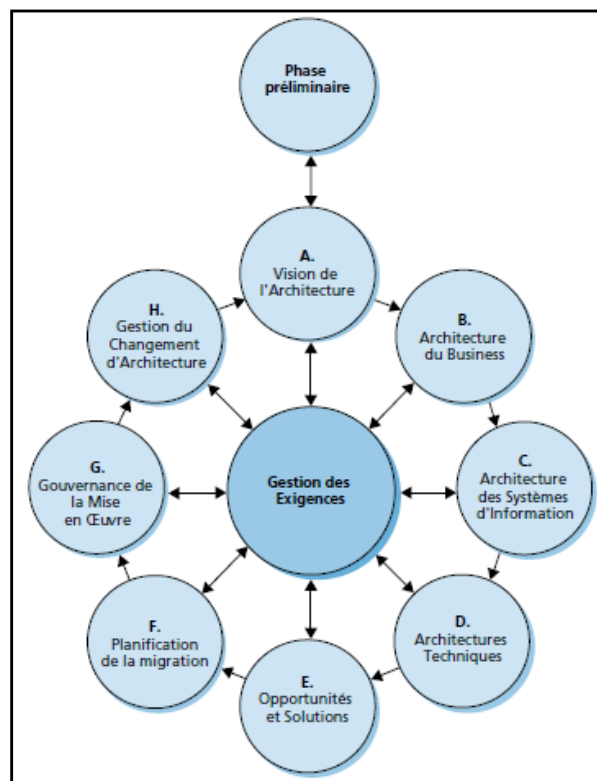 Phase
préliminaire
A.
Vision de
l'Architecture
B.
Architecture
du Business
C.
Architecture
des Systèmes
d'Information
D.
Architectures
Techniques
E.
Opportunités
et Solutions
F.
Planification
de la migration
G.
Gouvernance de
la Mise
en Œuvre
H.
Gestion du
Changement
d'Architecture
Gestion des
Exigences